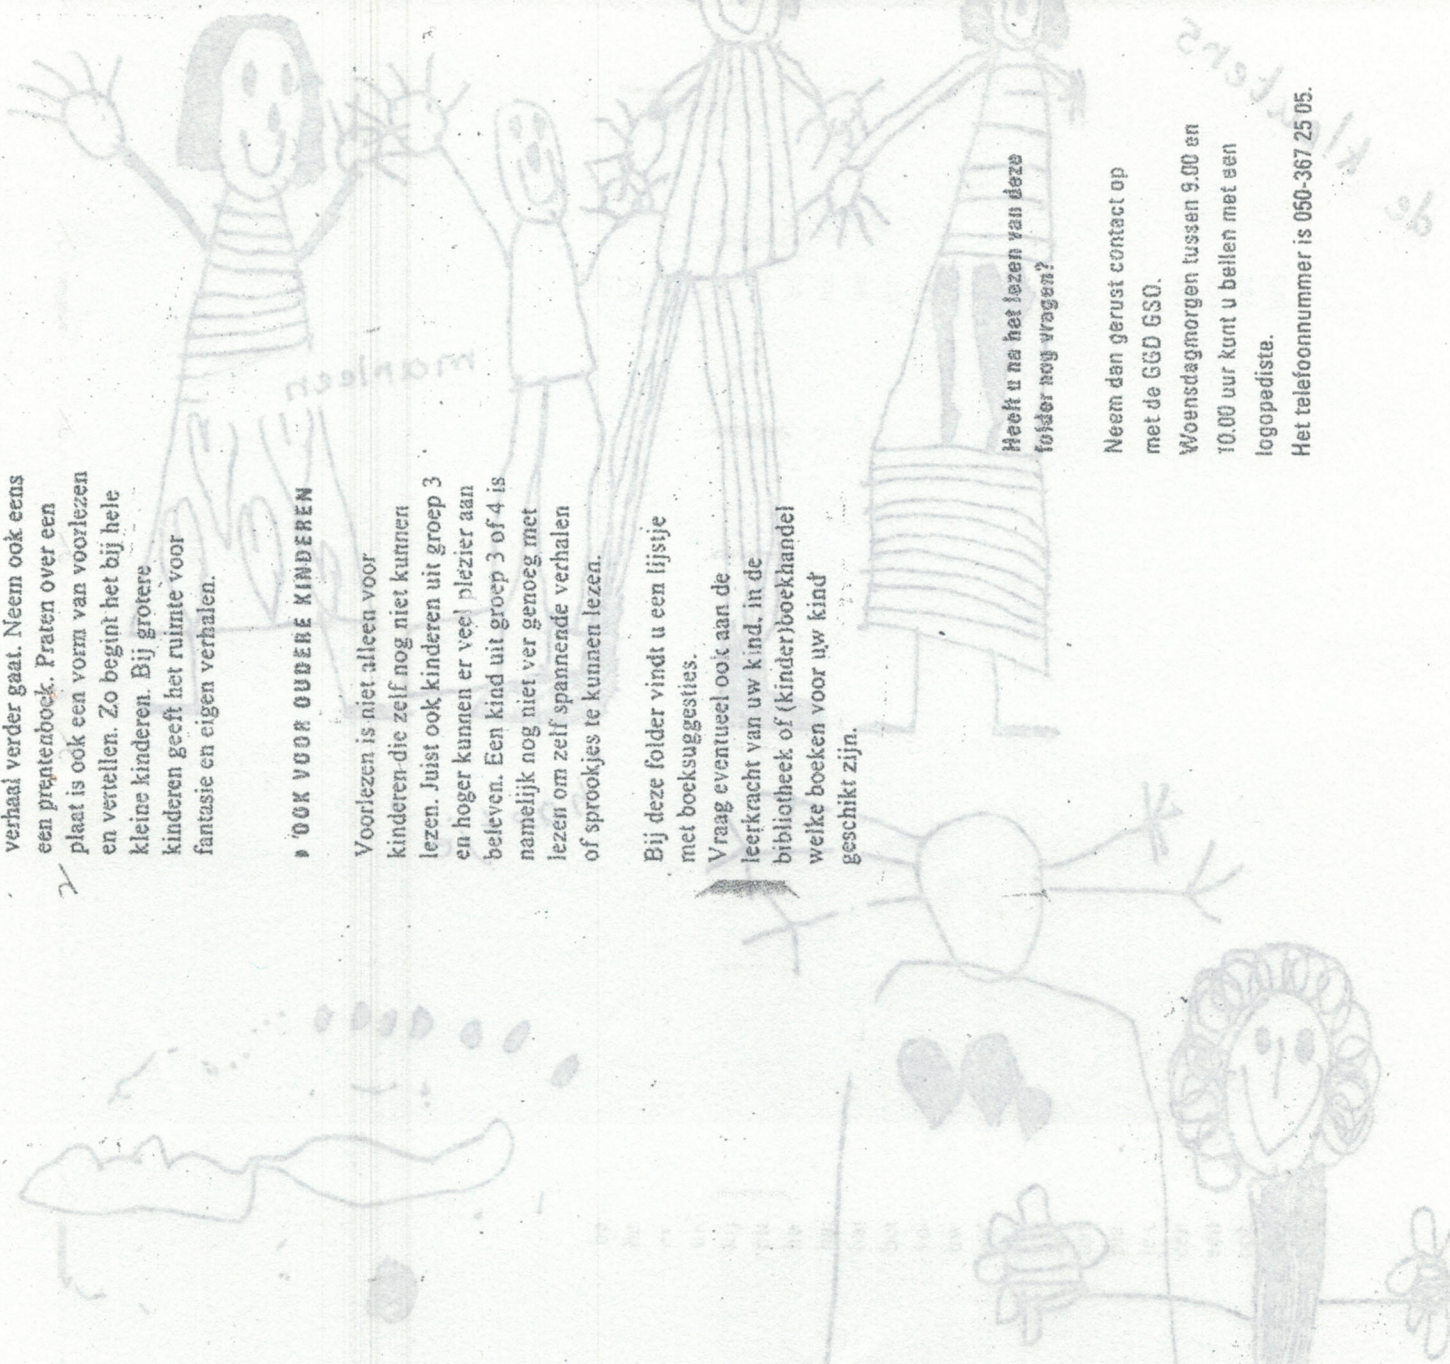 verhaal verder gaat. Neem ook eens
een prentenboek. Praten over een
plaat is ook een vorm van voorlezen
en vertellen. Zo begint het bij hele
kleine kinderen. Bij grotere
kinderen geeft het ruimte voor
fantasie en eigen verhalen.
OOK VOOR OUDERE KINDEREN
Voorlezen is niet alleen voor
kinderen die zelf nog niet kunnen
lezen. Juist ook kinderen uit groep 3
en hoger kunnen er veel plezier aan
beleven. Een kind uit groep 3 of 4 is
namelijk nog niet ver genoeg met
lezen om zelf spannende verhalen
of sprookjes te kunnen lezen.
Bij deze folder vindt u een lijstje
met boeksuggesties.
Vraag eventueel ook aan de
leerkracht van uw kind, in de
bibliotheek of (kinder)boekhandel
welke boeken voor uw kind
geschikt zijn.
Heeft u na het lezen van deze
folder nog vragen?
Neem dan gerust contact op
met de GGD GSO.
Woensdagmorgen tussen 9.00 en
10.00 uur kunt u bellen met een
logopediste.
Het telefoonnummer is 050-367 25 05.
de
kleuters
marleen